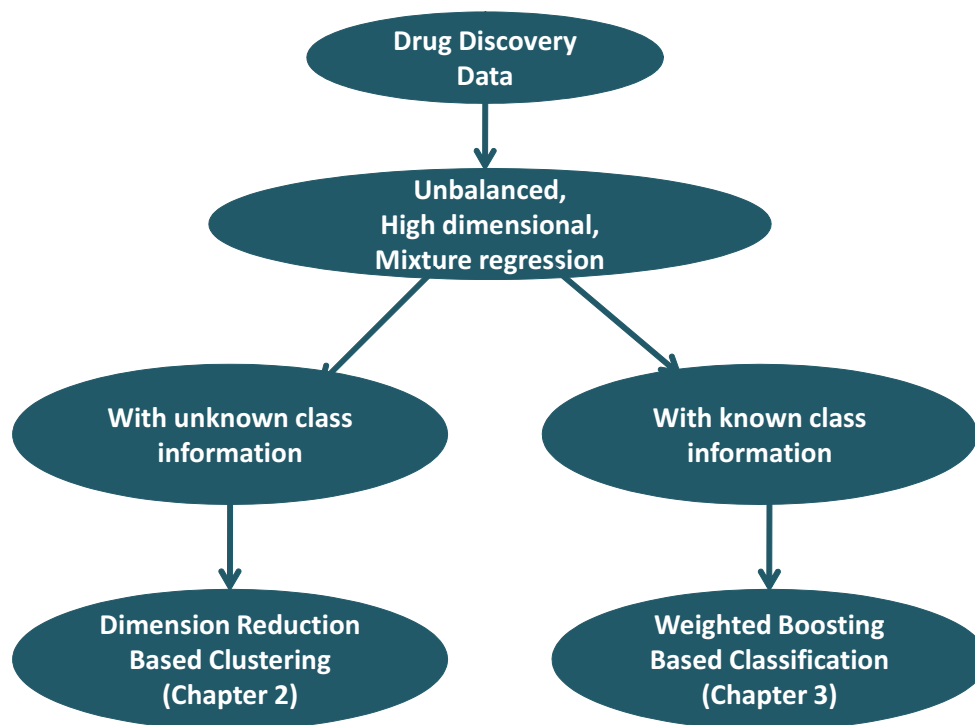 Drug Discovery
Data
Unbalanced,
High dimensional,
Mixture regression
With unknown class
information
With known class
information
Dimension Reduction
Based Clustering
(Chapter 2)
Weighted Boosting
Based Classification
(Chapter 3)